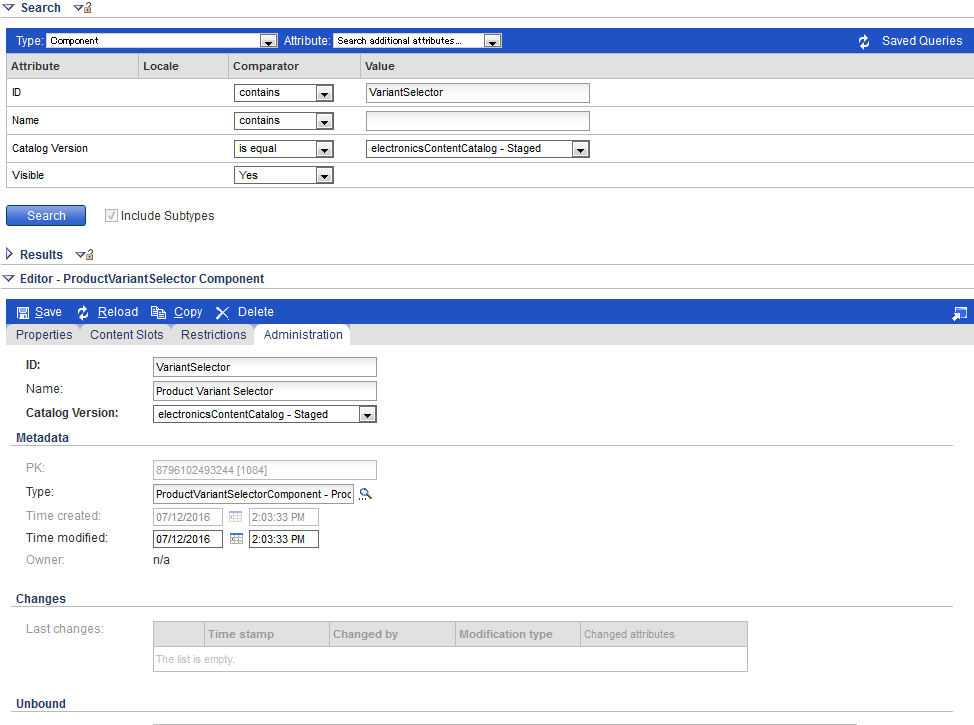 Search
Type: Component Attribute: Search additional attributes... Saved Queries
Attribute Locale Comparator Value
ID contains VariantSelector
Name contains
Catalog Version is equal electronicsContentCatalog - Staged
Visible Yes
Search Include Subtypes
Results
Editor - ProductVariantSelector Component
Save Reload Copy Delete
Properties Content Slots Restrictions Administration
ID: VariantSelector
Name: Product Variant Selector
Catalog Version: electronicsContentCatalog - Staged
Metadata
PK: 8796102493244 [1084]
Type: ProductVariantSelectorComponent - Proc
Time created: 07/12/2016 2:03:33 PM
Time modified: 07/12/2016 2:03:33 PM
Owner: n/a
Changes
Last changes: Time stamp Changed by Modification type Changed attributes
The list is empty.
Unbound